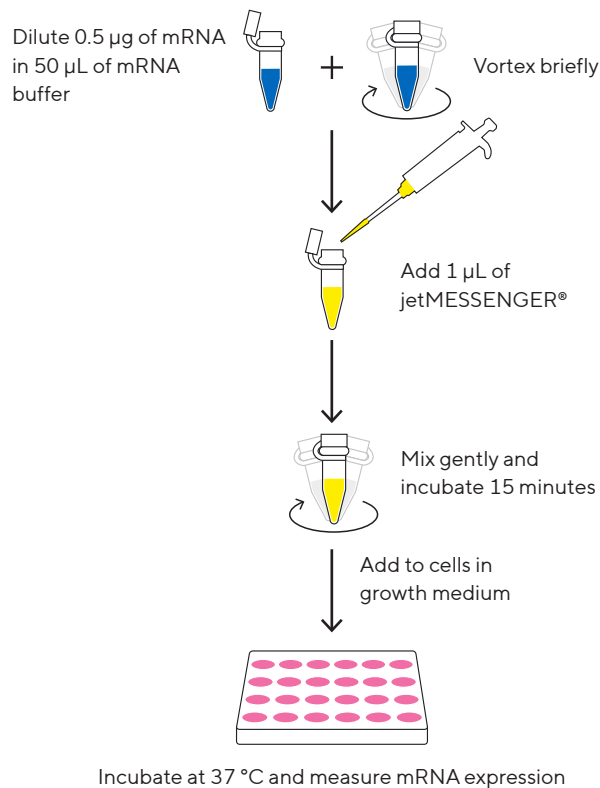 Dilute 0.5 µg of mRNA
in 50 µL of mRNA
buffer
+
Vortex briefly
Add 1 µL of
jetMESSENGER®
Mix gently and
incubate 15 minutes
Add to cells in
growth medium
Incubate at 37 °C and measure mRNA expression